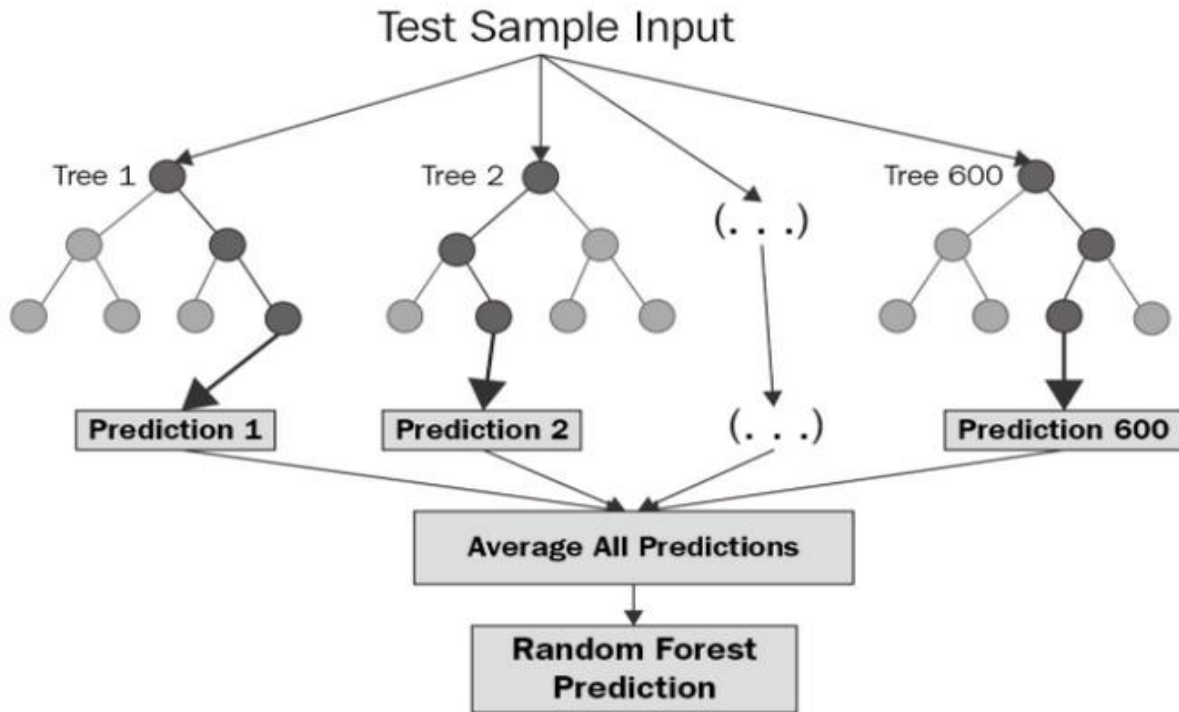 Test Sample Input
Tree 1
Tree 2
(. . .)
Tree 600
Prediction 1
Prediction 2
(. . .)
Prediction 600
Average All Predictions
Random Forest
Prediction